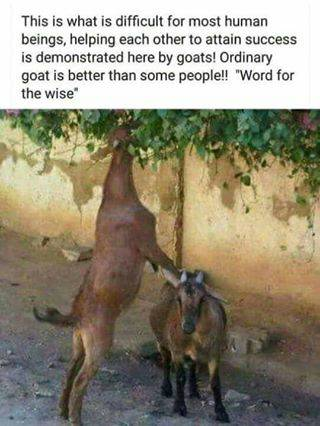 This is what is difficult for most human
beings, helping each other to attain success
is demonstrated here by goats! Ordinary
goat is better than some people!! "Word for
the wise"